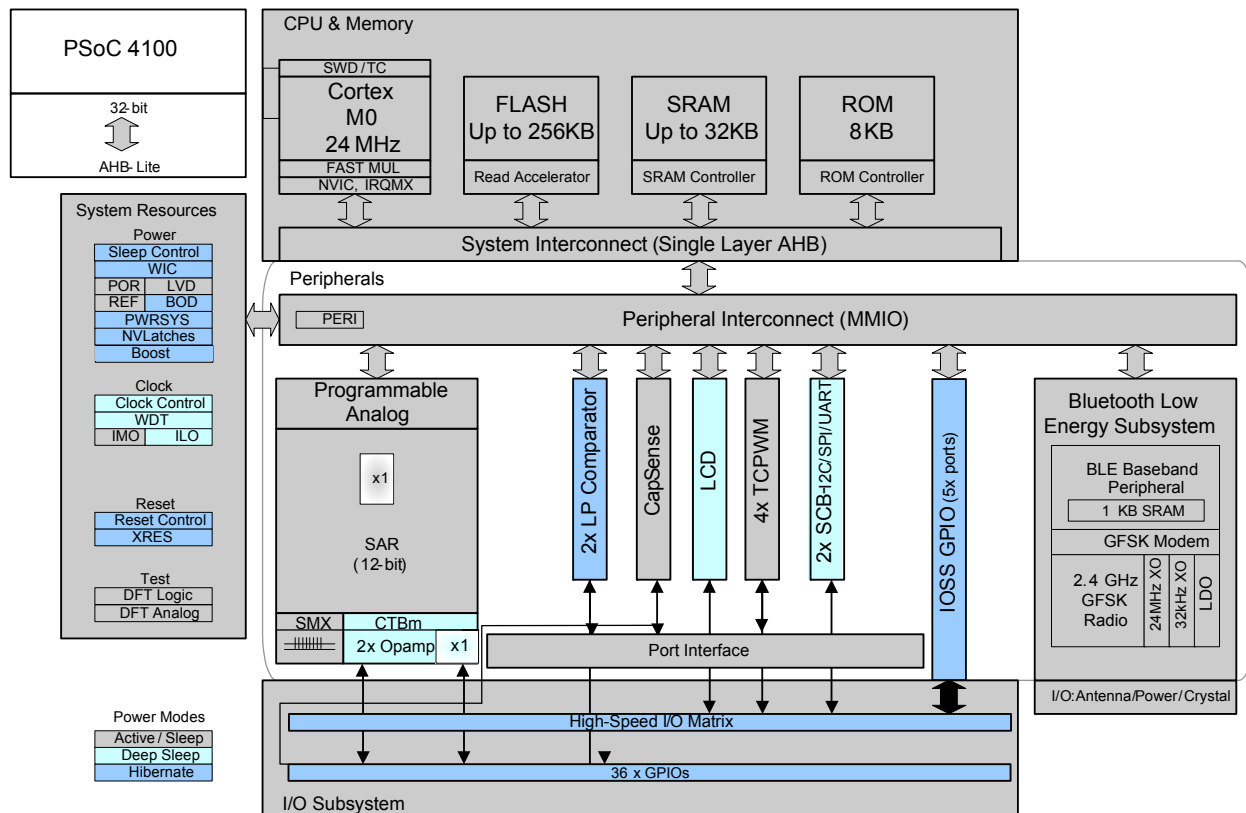 PSoC 4100
32-bit
AHB-Lite
CPU & Memory
SWD/TC
Cortex
M0
24 MHz
FAST MUL
NVIC, IRQMX
FLASH
Up to 256KB
Read Accelerator
SRAM
Up to 32KB
SRAM Controller
ROM
8KB
ROM Controller
System Interconnect (Single Layer AHB)
System Resources
Power
Sleep Control
WIC
POR LVD
REF BOD
PWRSYS
NVLatches
Boost
Clock
Clock Control
WDT
IMO ILO
Reset
Reset Control
XRES
Test
DFT Logic
DFT Analog
Peripherals
PERI
Peripheral Interconnect (MMIO)
Programmable
Analog
x1
SAR
(12-bit)
SMX
CTBm
2x Opamp
x1
2x LP Comparator
CapSense
LCD
4x TCPWM
2x SCB-I2C/SPI/UART
IOSS GPIO (5x ports)
Port Interface
Bluetooth Low
Energy Subsystem
BLE Baseband
Peripheral
1 KB SRAM
GFSK Modem
2.4 GHz
GFSK
Radio
24MHz XO
32kHz XO
LDO
I/O:Antenna/Power/Crystal
High-Speed I/O Matrix
36 x GPIOs
I/O Subsystem
Power Modes
Active/Sleep
Deep Sleep
Hibernate